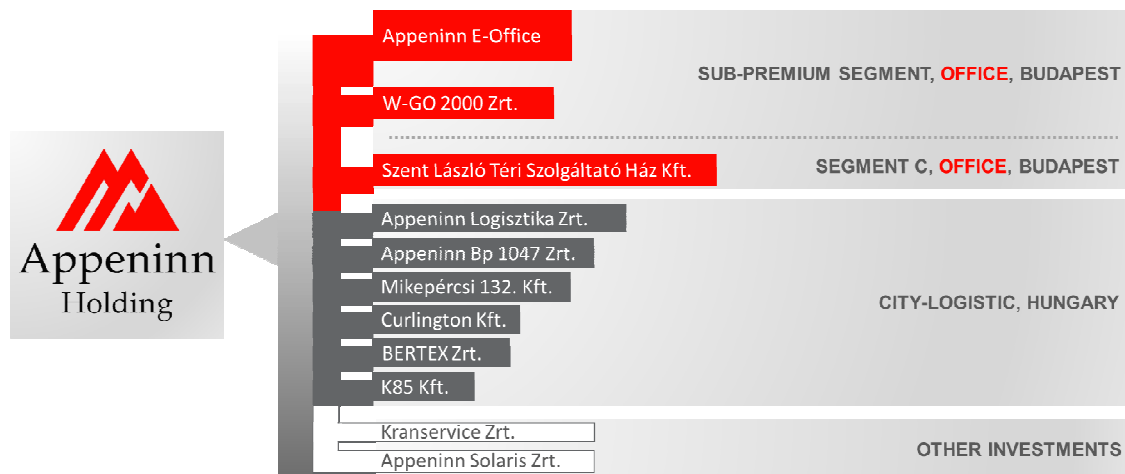 Appeninn
Holding
Appeninn E-Office
W-GO 2000 Zrt.
SUB-PREMIUM SEGMENT, OFFICE, BUDAPEST
Szent László Téri Szolgáltató Ház Kft.
SEGMENT C, OFFICE, BUDAPEST
Appeninn Logisztika Zrt.
Appeninn Bp 1047 Zrt.
Mikepércsi 132. Kft.
Curlington Kft.
BERTEX Zrt.
K85 Kft.
CITY-LOGISTIC, HUNGARY
Kranservice Zrt.
Appeninn Solaris Zrt.
OTHER INVESTMENTS